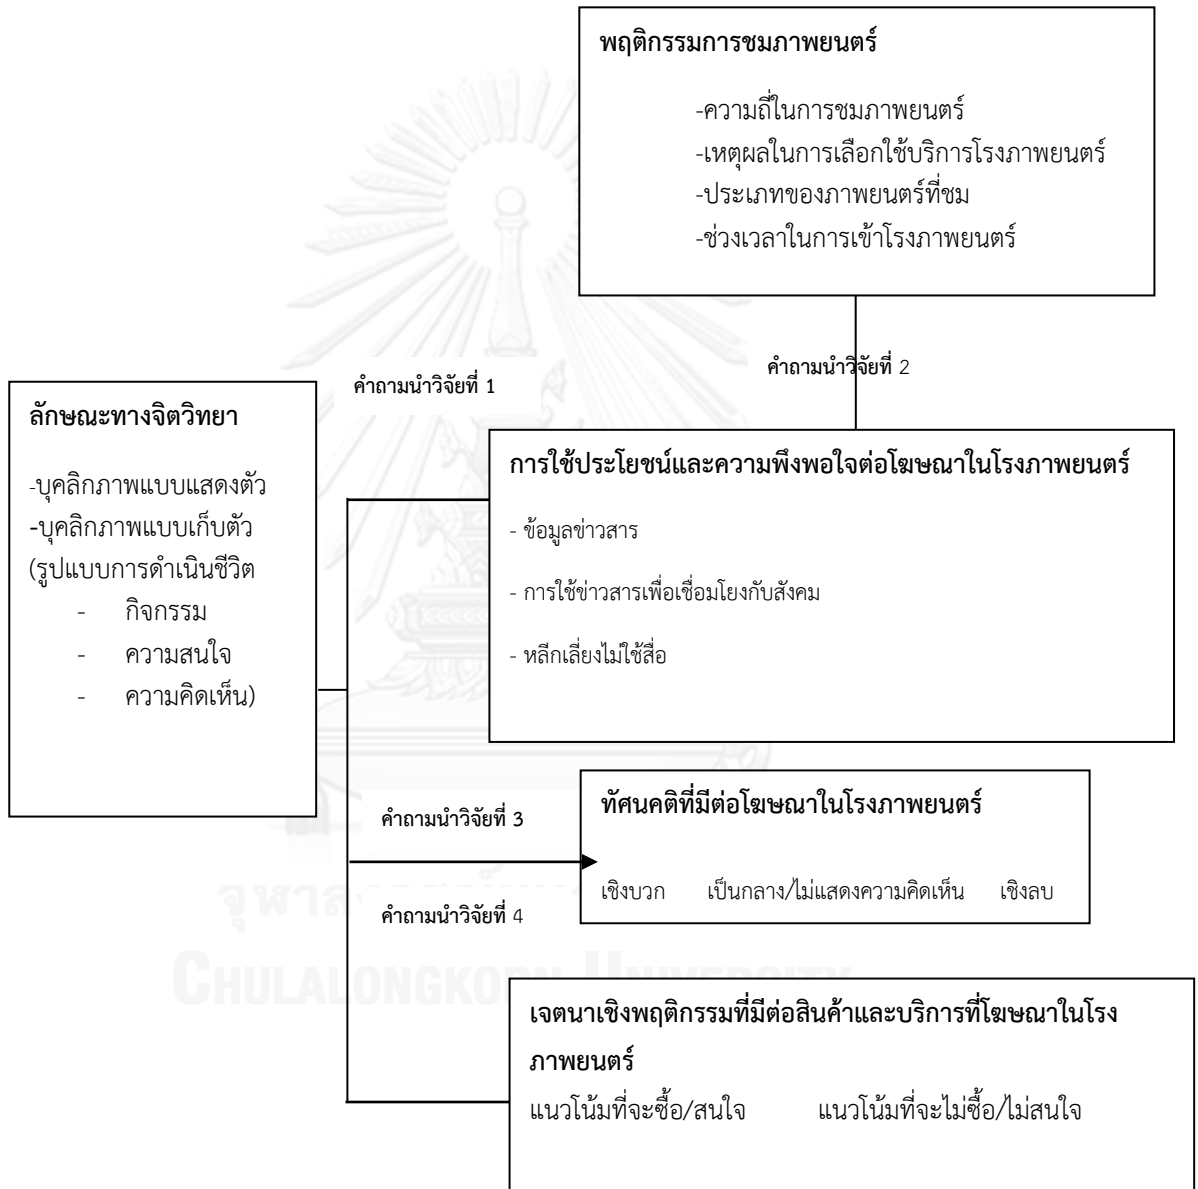 พฤติกรรมการชมภาพยนตร์
-ความถี่ในการชมภาพยนตร์
-เหตุผลในการเลือกใช้บริการโรงภาพยนตร์
-ประเภทของภาพยนตร์ที่ชม
-ช่วงเวลาในการเข้าโรงภาพยนตร์
คำถามนำวิจัยที่ 2
คำถามนำวิจัยที่ 1
ลักษณะทางจิตวิทยา
-บุคลิกภาพแบบแสดงตัว
-บุคลิกภาพแบบเก็บตัว
(รูปแบบการดำเนินชีวิต
- กิจกรรม
- ความสนใจ
- ความคิดเห็น)
การใช้ประโยชน์และความพึงพอใจต่อโฆษณาในโรงภาพยนตร์
- ข้อมูลข่าวสาร
- การใช้ข่าวสารเพื่อเชื่อมโยงกับสังคม
- หลีกเลี่ยงไม่ใช้สื่อ
คำถามนำวิจัยที่ 3
ทัศนคติที่มีต่อโฆษณาในโรงภาพยนตร์
เชิงบวก เป็นกลาง/ไม่แสดงความคิดเห็น เชิงลบ
คำถามนำวิจัยที่ 4
เจตนาเชิงพฤติกรรมที่มีต่อสินค้าและบริการที่โฆษณาในโรง
ภาพยนตร์
แนวโน้มที่จะซื้อ/สนใจ แนวโน้มที่จะไม่ซื้อ/ไม่สนใจ